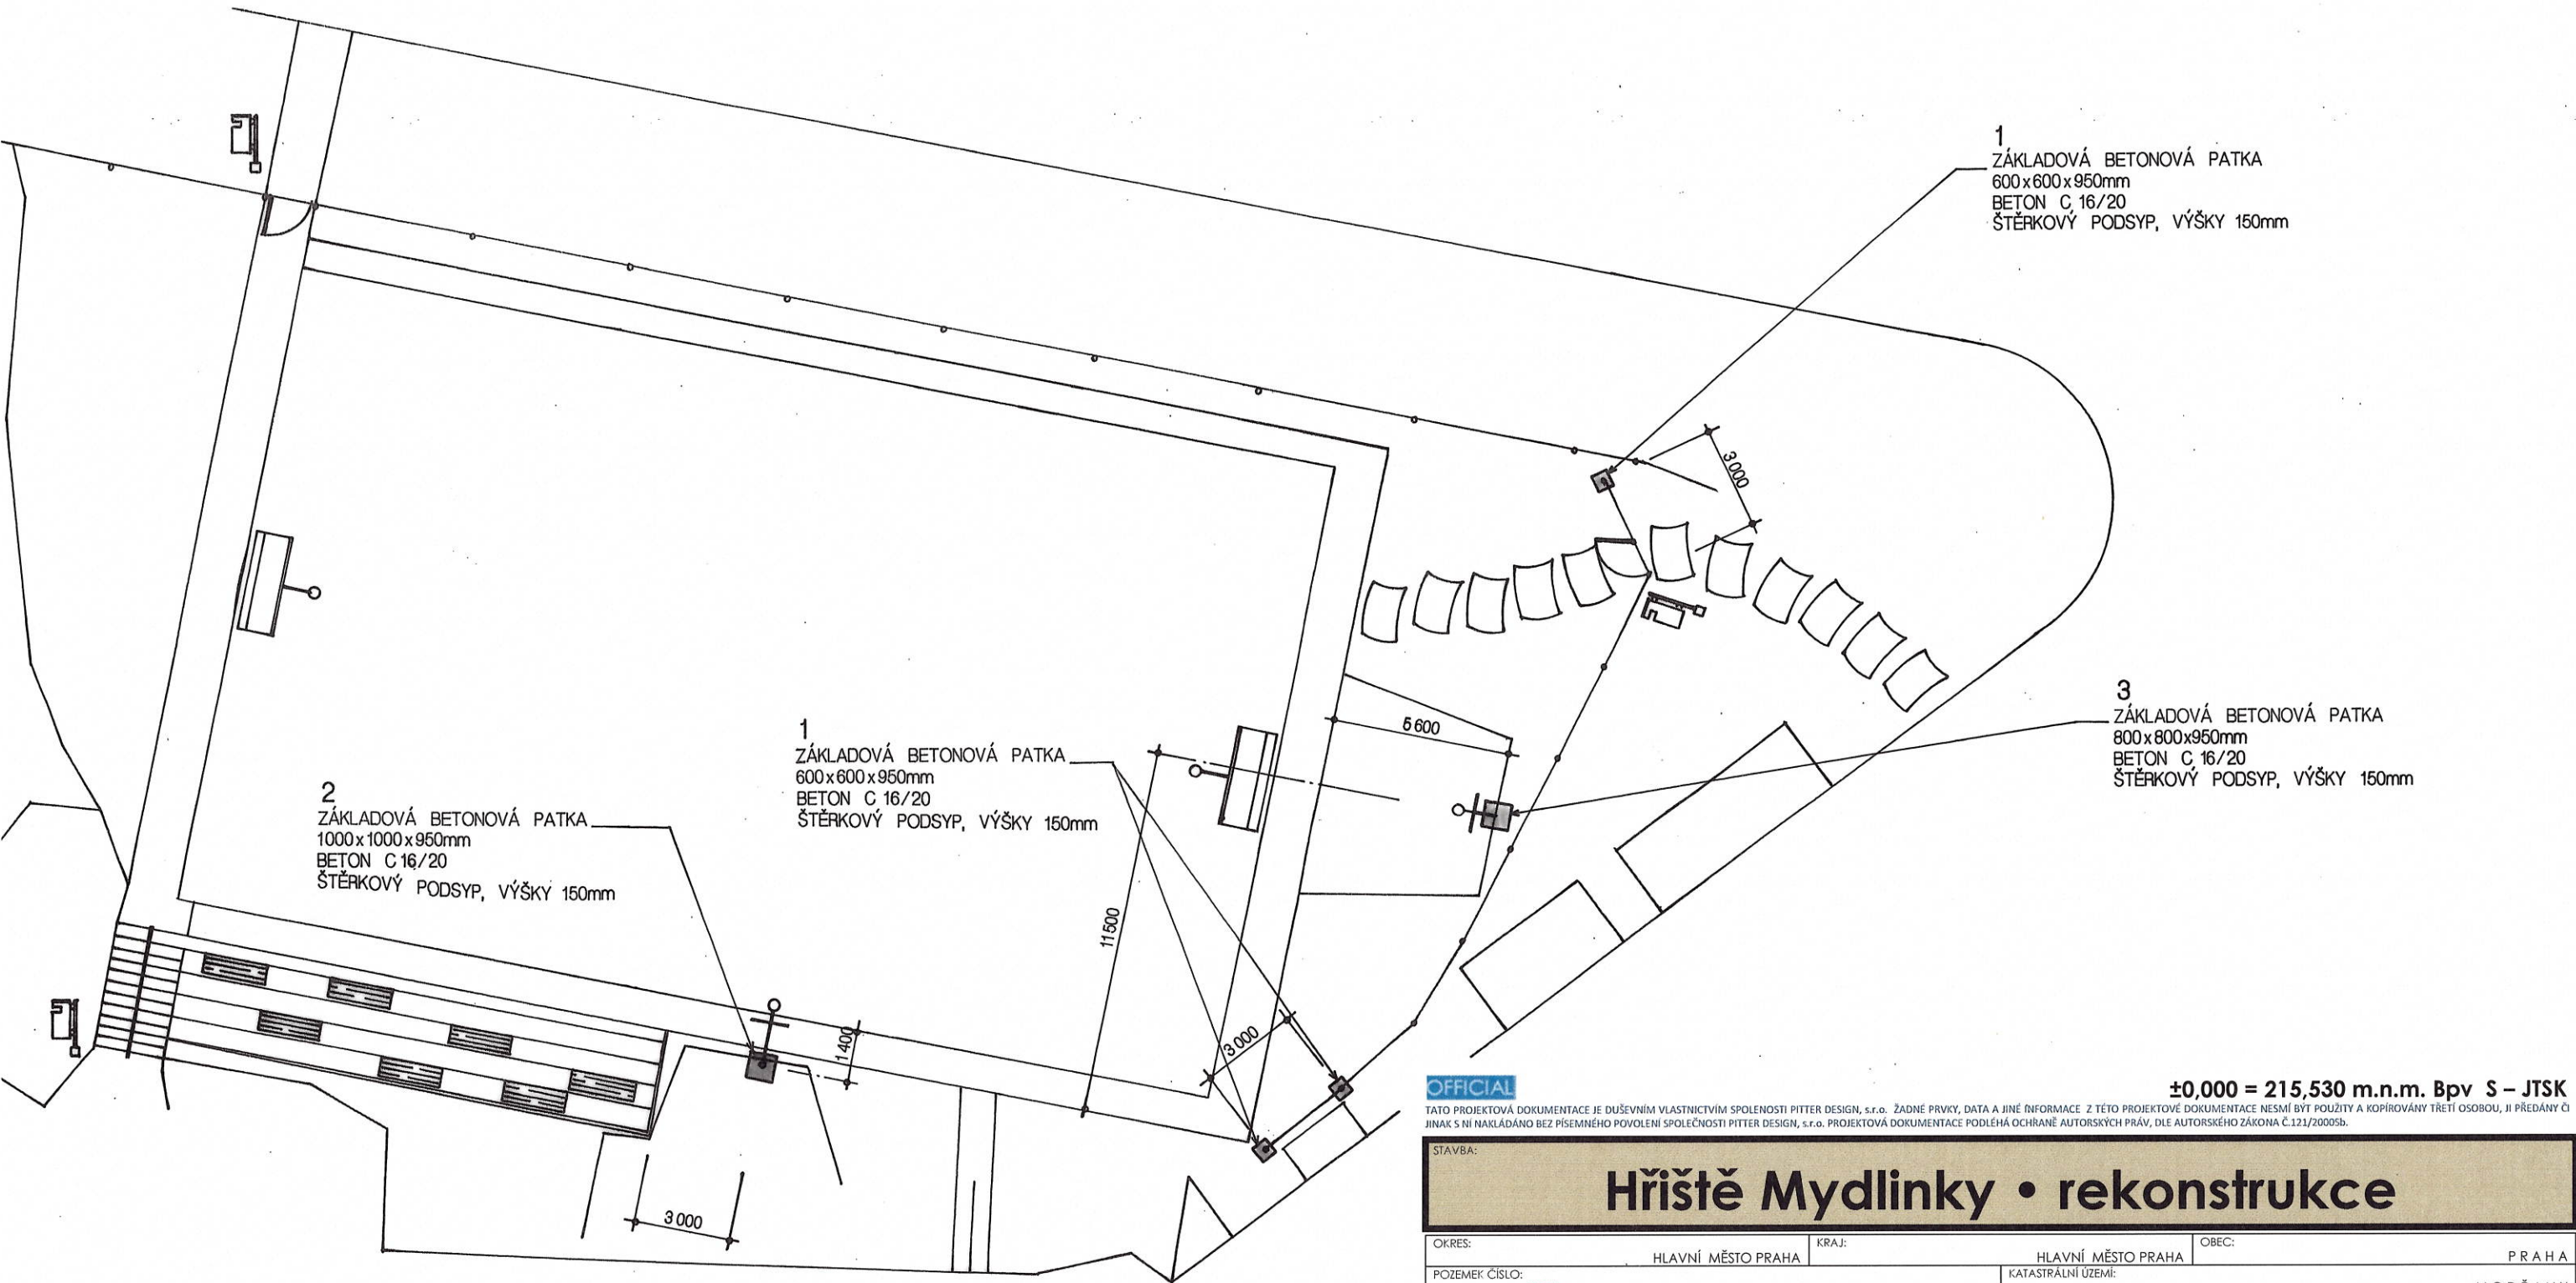 1
ZÁKLADOVÁ BETONOVÁ PATKA
600x600x950mm
BETON C 16/20
ŠTĚRKOVÝ PODSYP, VÝŠKY 150mm
3000
3
ZÁKLADOVÁ BETONOVÁ PATKA
800x800x950mm
BETON C 16/20
ŠTĚRKOVÝ PODSYP, VÝŠKY 150mm
5600
1
ZÁKLADOVÁ BETONOVÁ PATKA
600x600x950mm
BETON C 16/20
ŠTĚRKOVÝ PODSYP, VÝŠKY 150mm
2
ZÁKLADOVÁ BETONOVÁ PATKA
1000x1000x950mm
BETON C 16/20
ŠTĚRKOVÝ PODSYP, VÝŠKY 150mm
11500
1400
3000
3000
OFFICIAL
±0,000 = 215,530 m.n.m. Bpv S – JTSK
TATO PROJEKTOVÁ DOKUMENTACE JE DUŠEVNÍM VLASTNICTVÍM SPOLENOSTI PITTER DESIGN, s.r.o. ŽADNÉ PRVKY, DATA A JINÉ INFORMACE Z TÉTO PROJEKTOVÉ DOKUMENTACE NESMÍ BÝT POUŽITY A KOPÍROVÁNY TŘETÍ OSOBOU, JI PŘEDÁNY ČI
JINAK S NÍ NAKLÁDÁNO BEZ PÍSEMNÉHO POVOLENÍ SPOLEČNOSTI PITTER DESIGN, s.r.o. PROJEKTOVÁ DOKUMENTACE PODLÉHÁ OCHRANĚ AUTORSKÝCH PRÁV, DLE AUTORSKÉHO ZÁKONA Č.121/2000Sb.
STAVBA:
Hřiště Mydlinky • rekonstrukce
OKRES: HLAVNÍ MĚSTO PRAHA KRAJ: HLAVNÍ MĚSTO PRAHA OBEC: PRAHA
POZEMEK ČÍSLO: KATASTRÁLNÍ ÚZEMÍ: